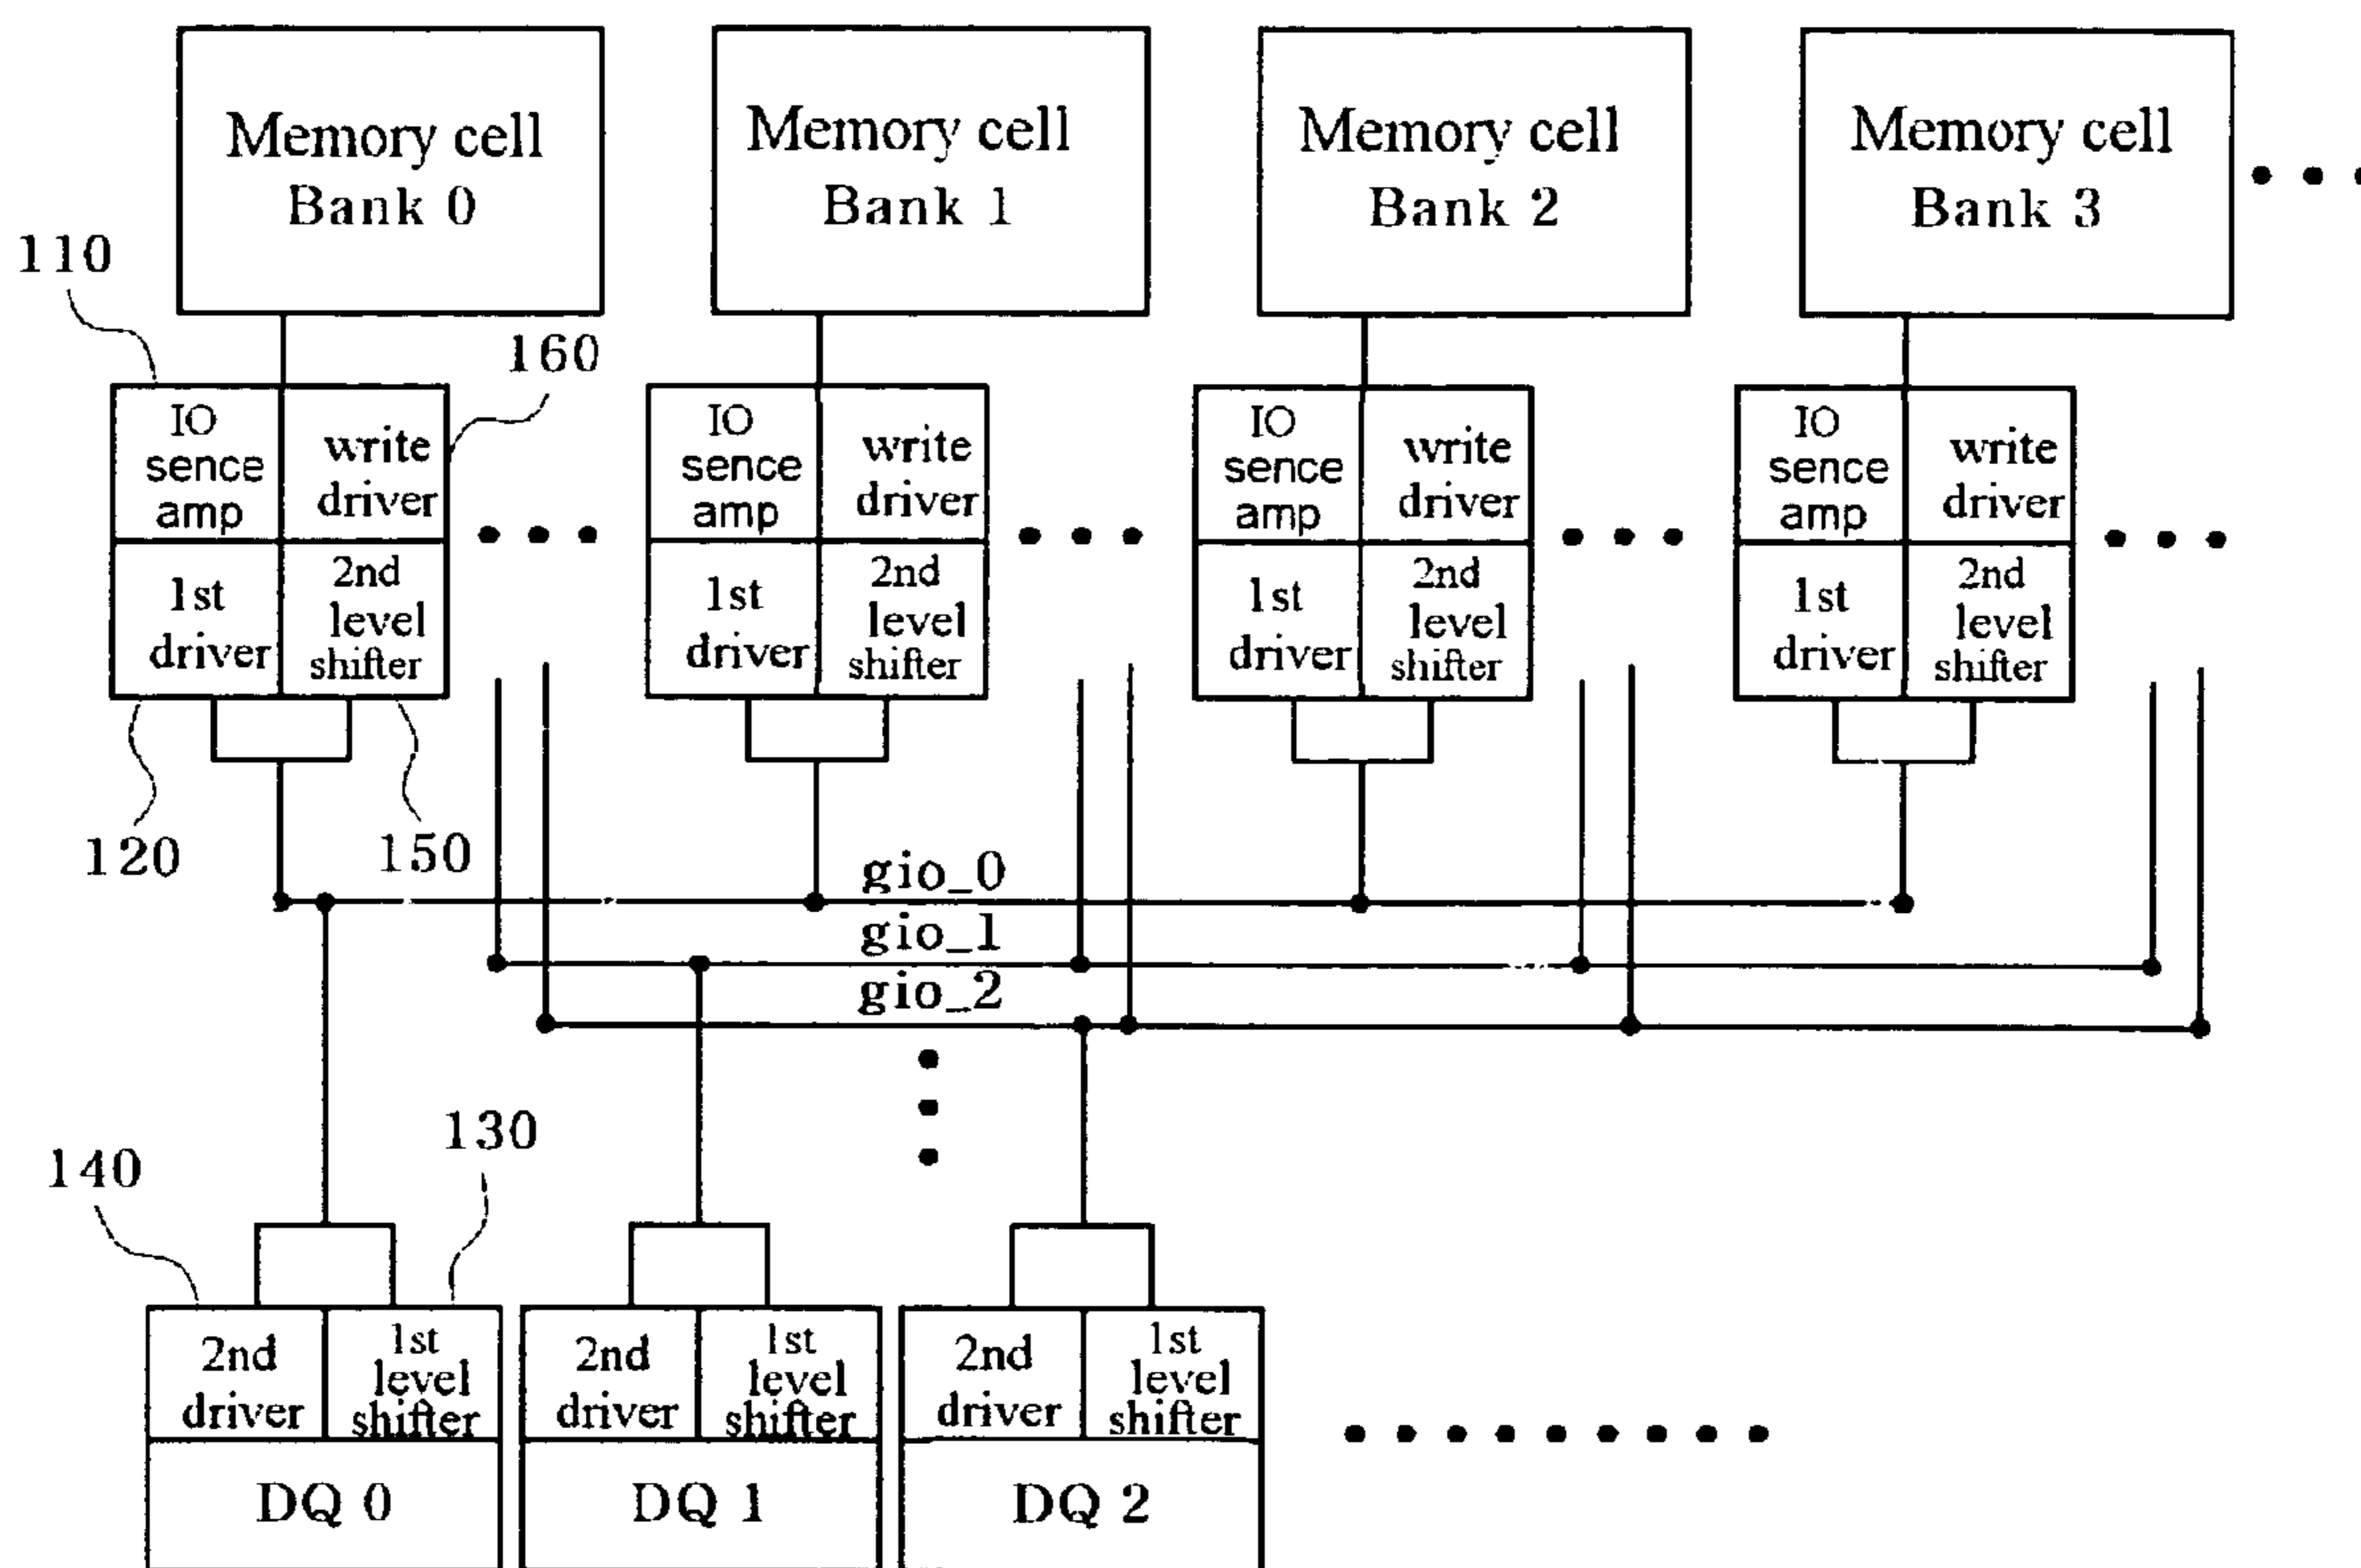 Memory cell
Bank 0
Memory cell
Bank 1
Memory cell
Bank 2
Memory cell
Bank 3
110
160
IO
sence
amp
write
driver
1st
driver
2nd
level
shifter
IO
sence
amp
write
driver
1st
driver
2nd
level
shifter
IO
sence
amp
write
driver
1st
driver
2nd
level
shifter
IO
sence
amp
write
driver
1st
driver
2nd
level
shifter
120
150
gio_0
gio_1
gio_2
140
130
2nd
driver
1st
level
shifter
DQ 0
2nd
driver
1st
level
shifter
DQ 1
2nd
driver
1st
level
shifter
DQ 2